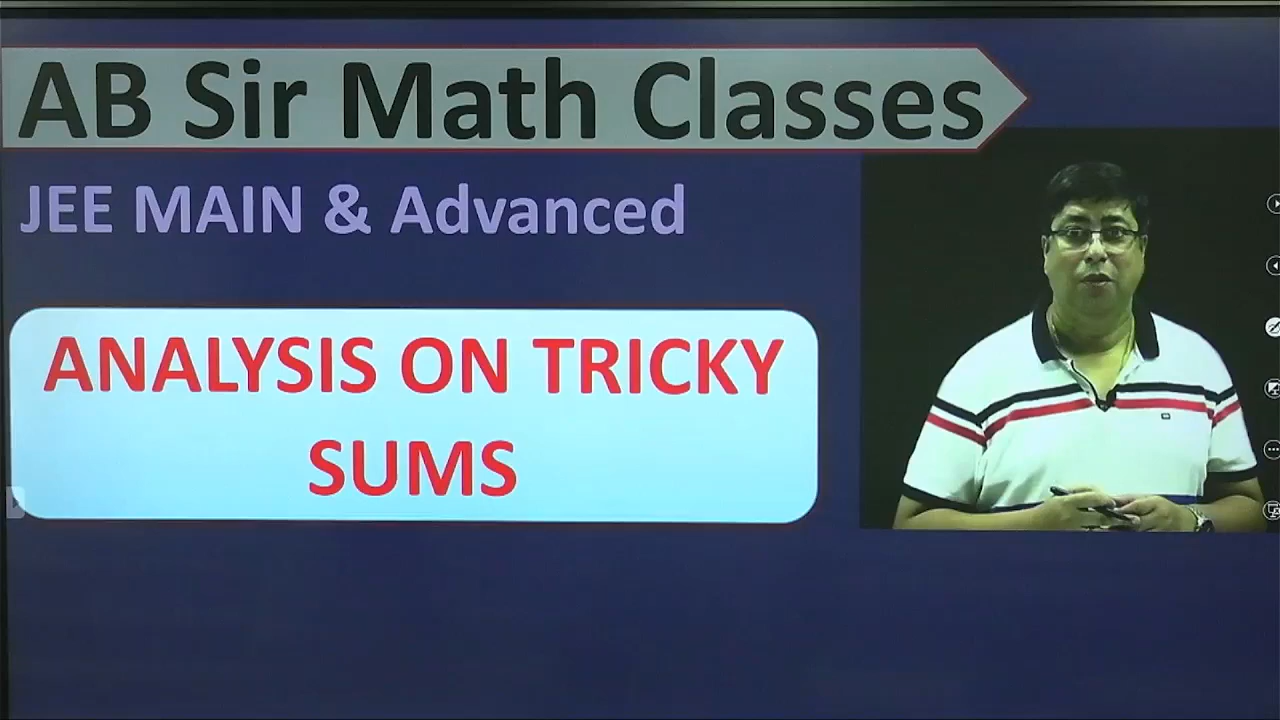 AB Sir Math Classes
JEE MAIN & Advanced
ANALYSIS ON TRICKY
SUMS